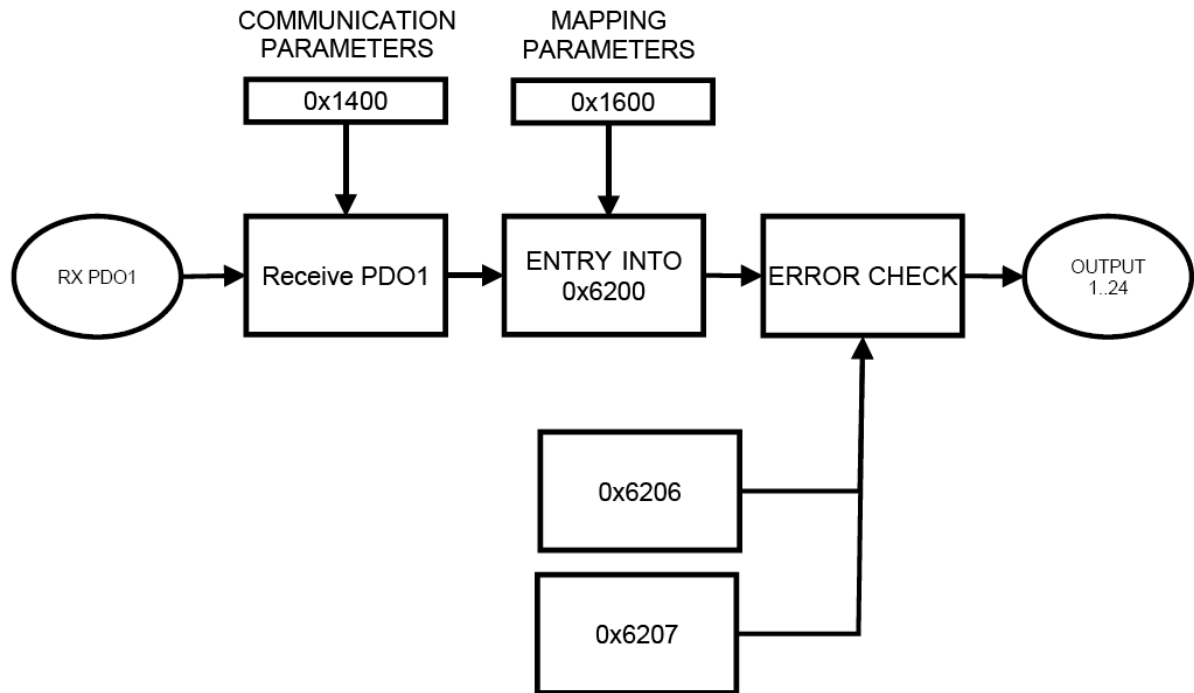 COMMUNICATION
PARAMETERS
MAPPING
PARAMETERS
0x1400
0x1600
RX PDO1
Receive PDO1
ENTRY INTO
0x6200
ERROR CHECK
OUTPUT
1..24
0x6206
0x6207